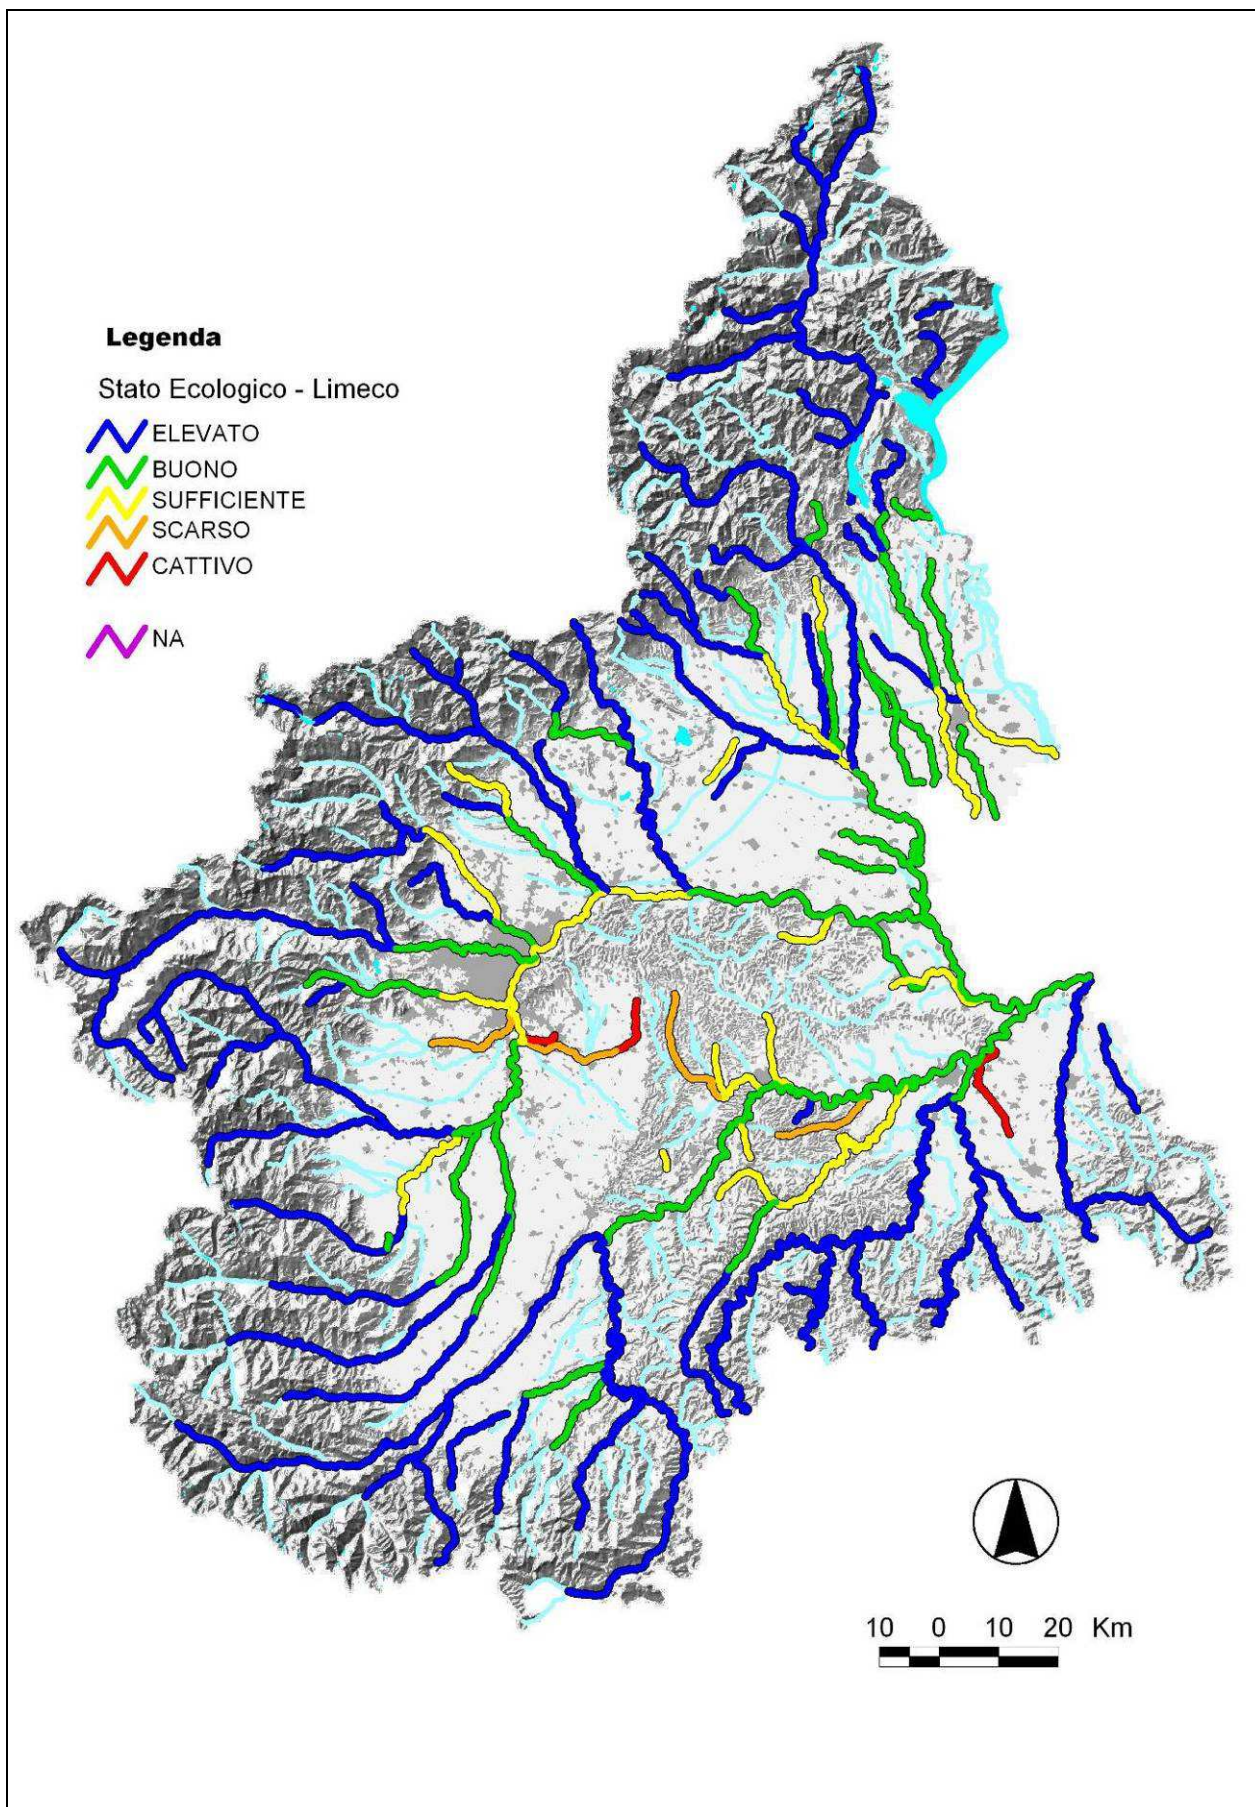 Legenda
Stato Ecologico - Limeco
ELEVATO
BUONO
SUFFICIENTE
SCARSO
CATTIVO
NA
10 0 10 20 Km